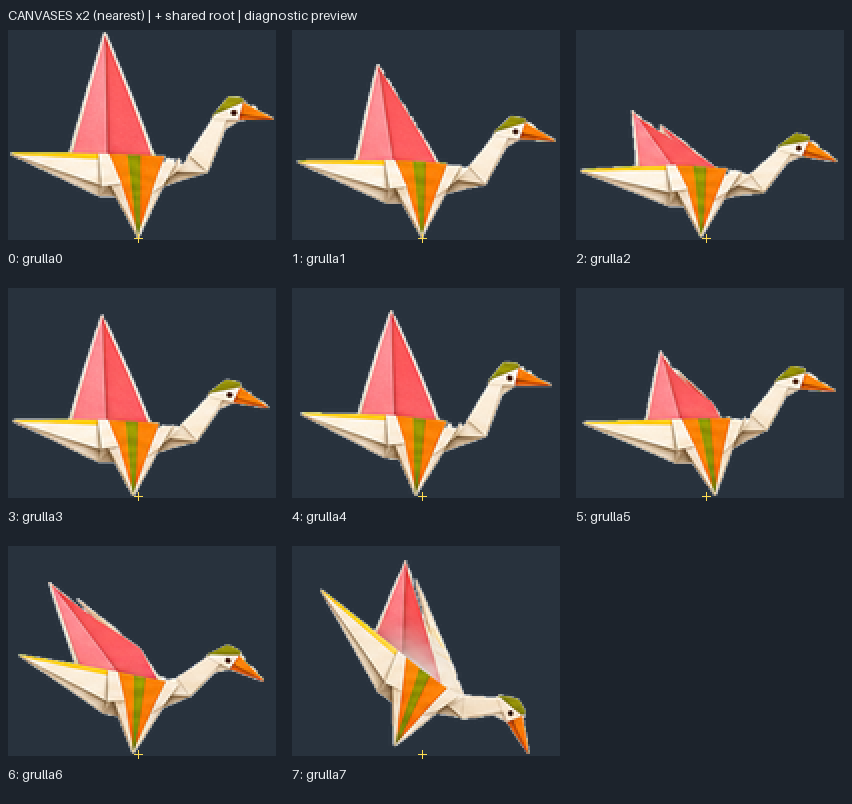 CANVASES x2 (nearest) | + shared root | diagnostic preview
0: grulla0
1: grulla1
2: grulla2
3: grulla3
4: grulla4
5: grulla5
6: grulla6
7: grulla7